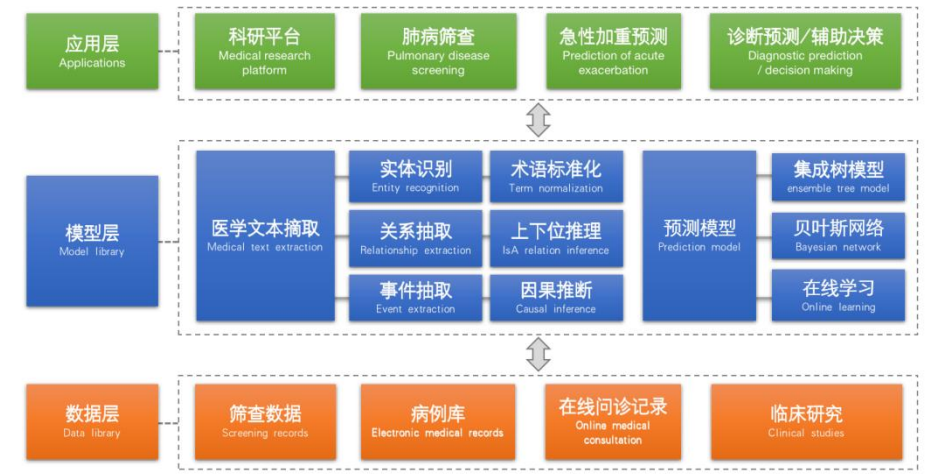 应用层
Applications
科研平台
Medical research
platform
肺病筛查
Pulmonary disease
screening
急性加重预测
Prediction of acute
exacerbation
诊断预测/辅助决策
Diagnostic prediction
/ decision making
模型层
Model library
医学文本摘取
Medical text extraction
实体识别
Entity recognition
术语标准化
Term normalization
关系抽取
Relationship extraction
上下位推理
IsA relation inference
事件抽取
Event extraction
因果推断
Causal inference
预测模型
Prediction model
集成树模型
ensemble tree model
贝叶斯网络
Bayesian network
在线学习
Online learning
数据层
Data library
筛查数据
Screening records
病例库
Electronic medical records
在线问诊记录
Online medical
consultation
临床研究
Clinical studies